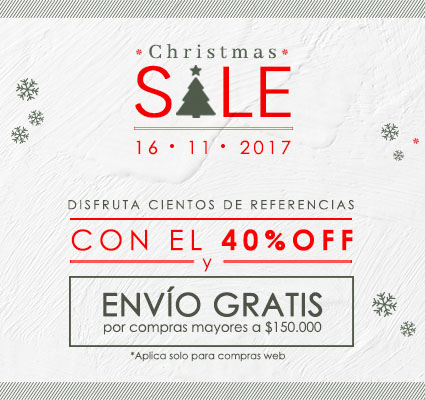 Christmas
SALE
16 • 11 • 2017
DISFRUTA CIENTOS DE REFERENCIAS
CON EL 40%OFF
y
ENVÍO GRATIS
por compras mayores a $150.000
*Aplica solo para compras web